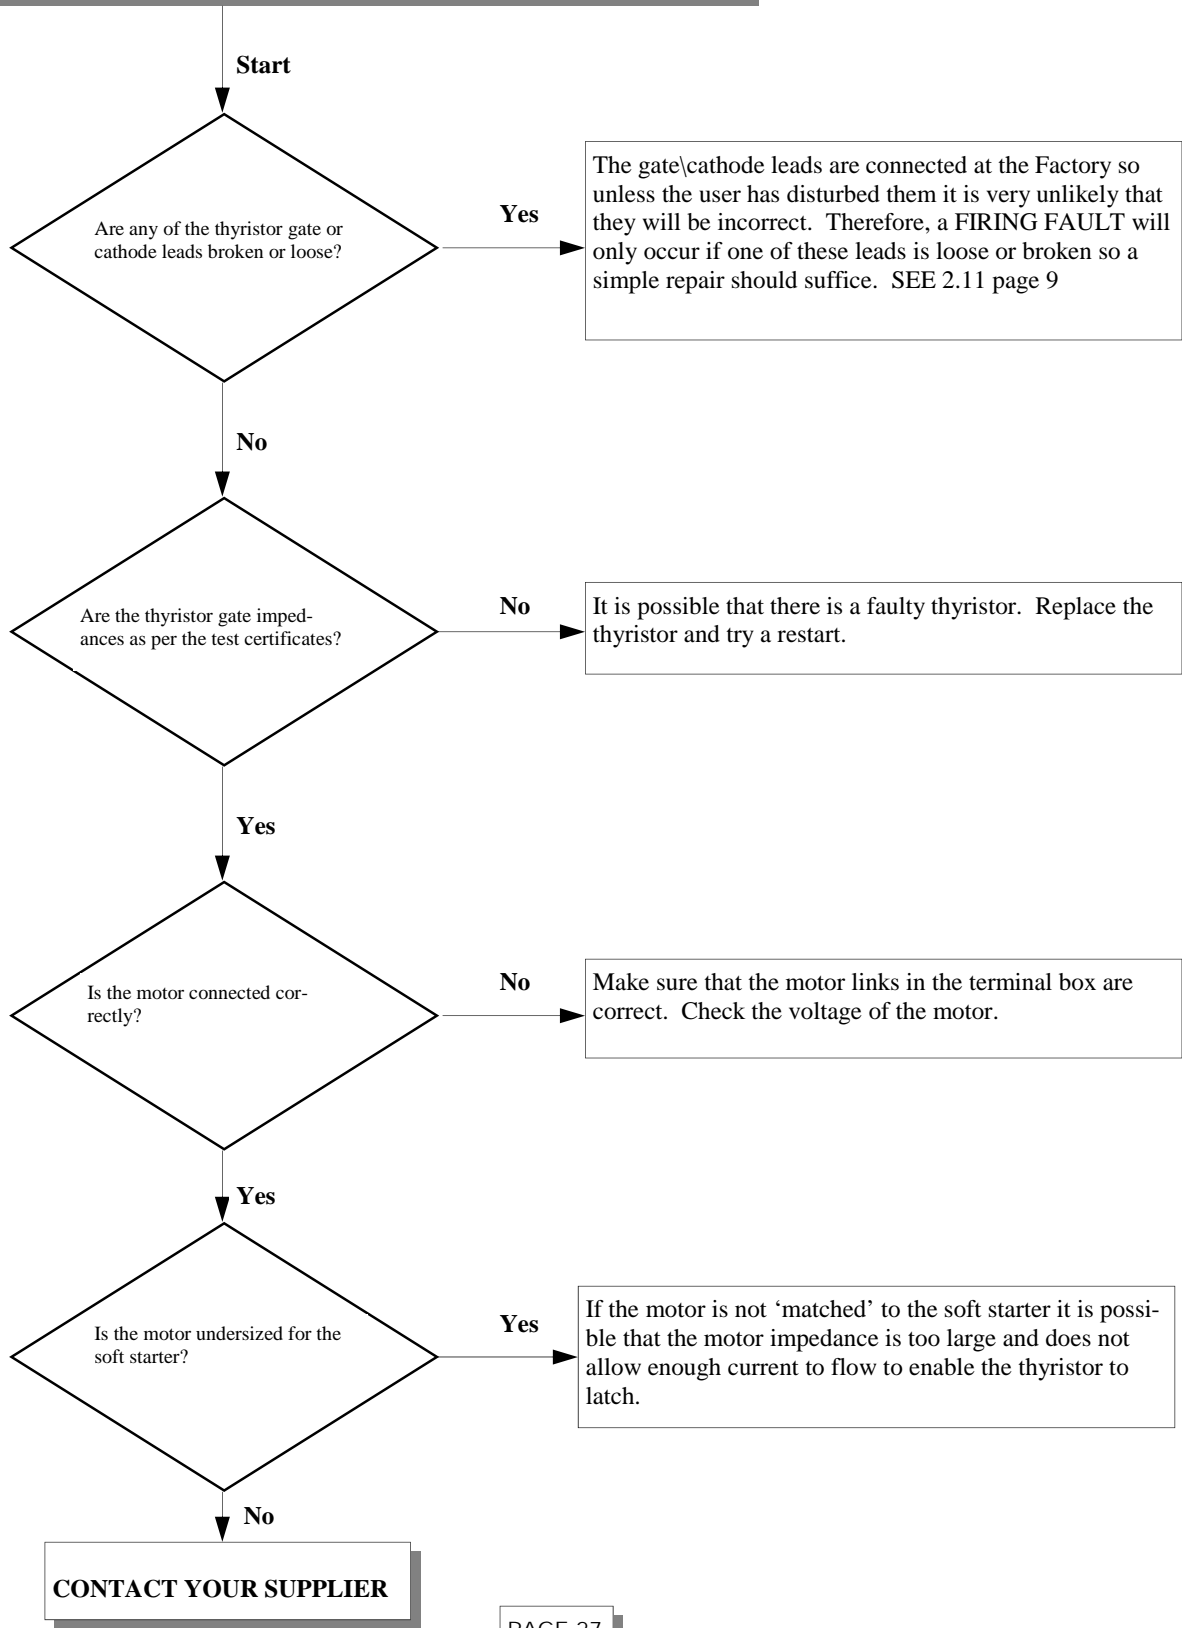 Start
Are any of the thyristor gate or
cathode leads broken or loose?
Yes
The gate\cathode leads are connected at the Factory so
unless the user has disturbed them it is very unlikely that
they will be incorrect.  Therefore, a FIRING FAULT will
only occur if one of these leads is loose or broken so a
simple repair should suffice.  SEE 2.11 page 9
No
Are the thyristor gate imped-
ances as per the test certificates?
No
It is possible that there is a faulty thyristor.  Replace the
thyristor and try a restart.
Yes
Is the motor connected cor-
rectly?
No
Make sure that the motor links in the terminal box are
correct.  Check the voltage of the motor.
Yes
Is the motor undersized for the
soft starter?
Yes
If the motor is not ‘matched’ to the soft starter it is possi-
ble that the motor impedance is too large and does not
allow enough current to flow to enable the thyristor to
latch.
No
CONTACT YOUR SUPPLIER
PAGE 27